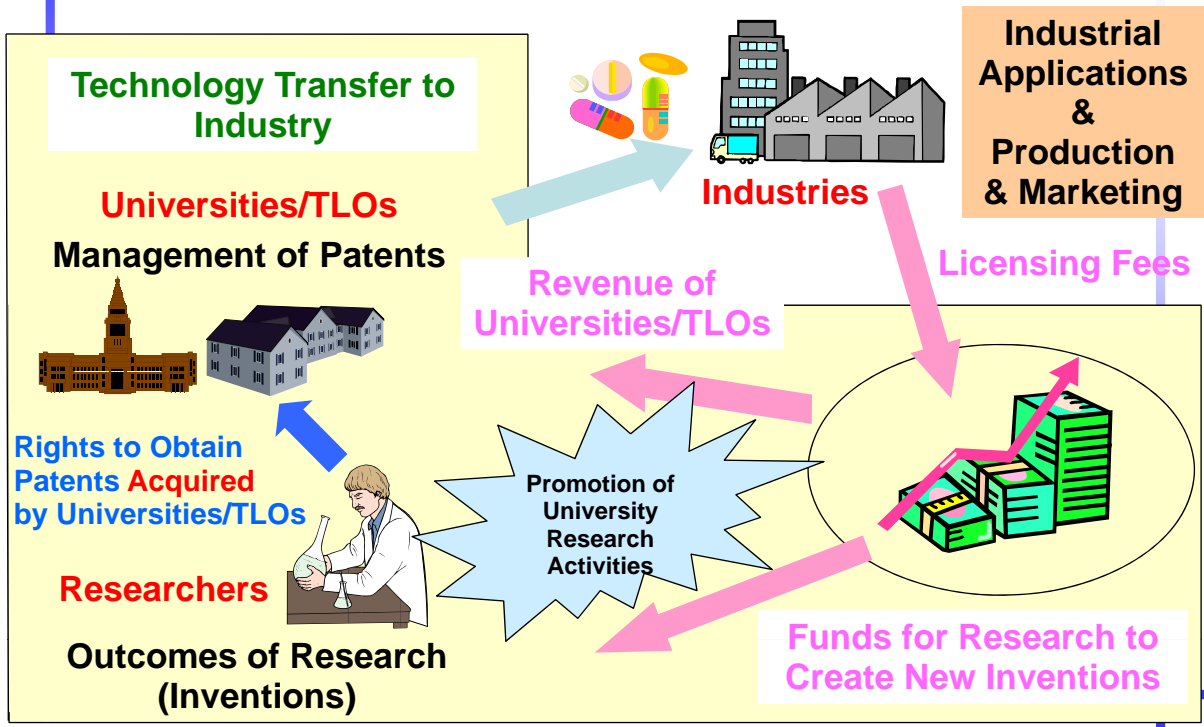 Technology Transfer to
Industry
Industrial
Applications
&
Production
& Marketing
Universities/TLOs
Management of Patents
Industries
Licensing Fees
Revenue of
Universities/TLOs
Rights to Obtain
Patents Acquired
by Universities/TLOs
Promotion of
University
Research
Activities
Researchers
Outcomes of Research
(Inventions)
Funds for Research to
Create New Inventions